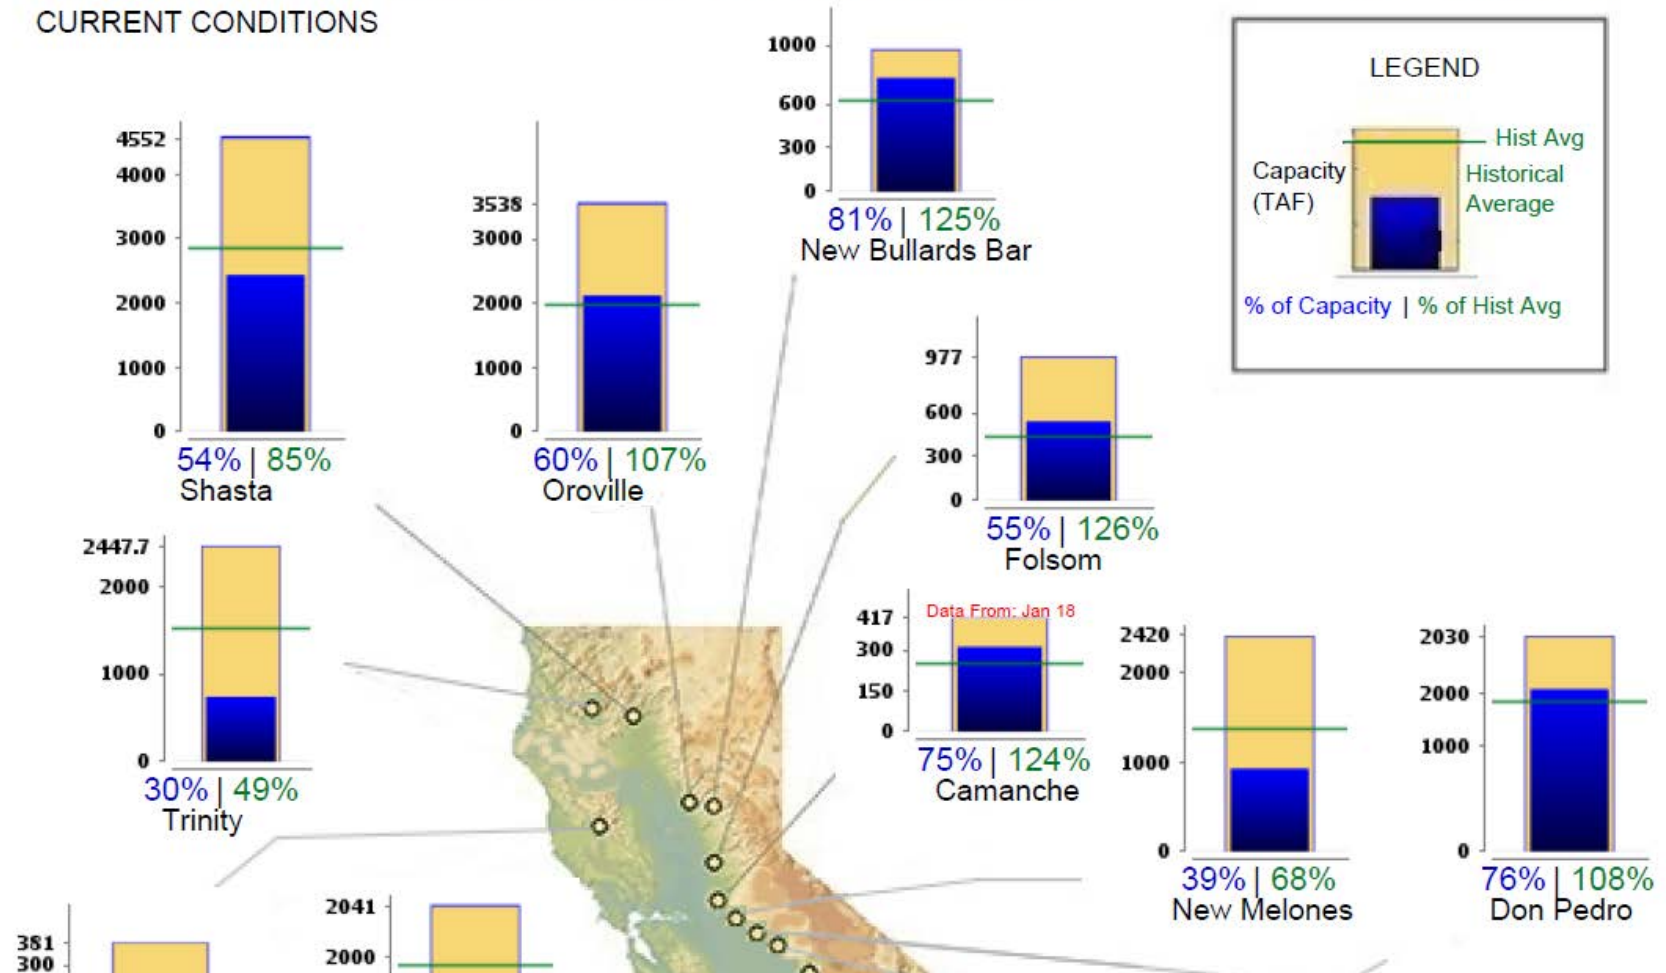 CURRENT CONDITIONS
4552
4000
3000
2000
1000
0
54% | 85%
Shasta
3538
3000
2000
1000
0
60% | 107%
Oroville
1000
600
300
0
81% | 125%
New Bullards Bar
LEGEND
Hist Avg
Capacity
(TAF)
Historical
Average
% of Capacity | % of Hist Avg
977
600
300
0
55% | 126%
Folsom
2447.7
2000
1000
0
30% | 49%
Trinity
Data From: Jan 18
417
300
150
0
75% | 124%
Camanche
2420
2000
1000
0
39% | 68%
New Melones
2030
2000
1000
0
76% | 108%
Don Pedro
381
300
2041
2000